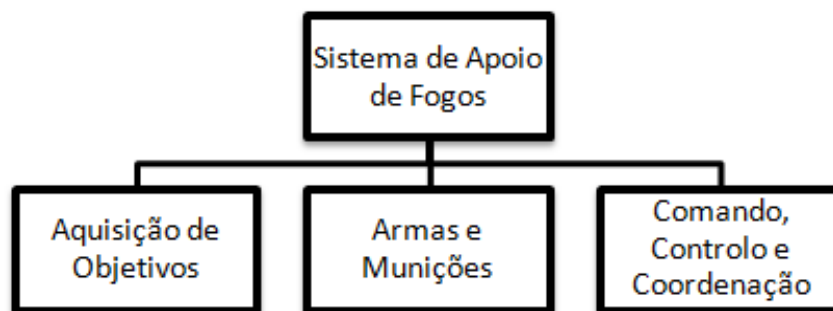 Sistema de Apoio
de Fogos
Aquisição de
Objetivos
Armas e
Munições
Comando,
Controlo e
Coordenação